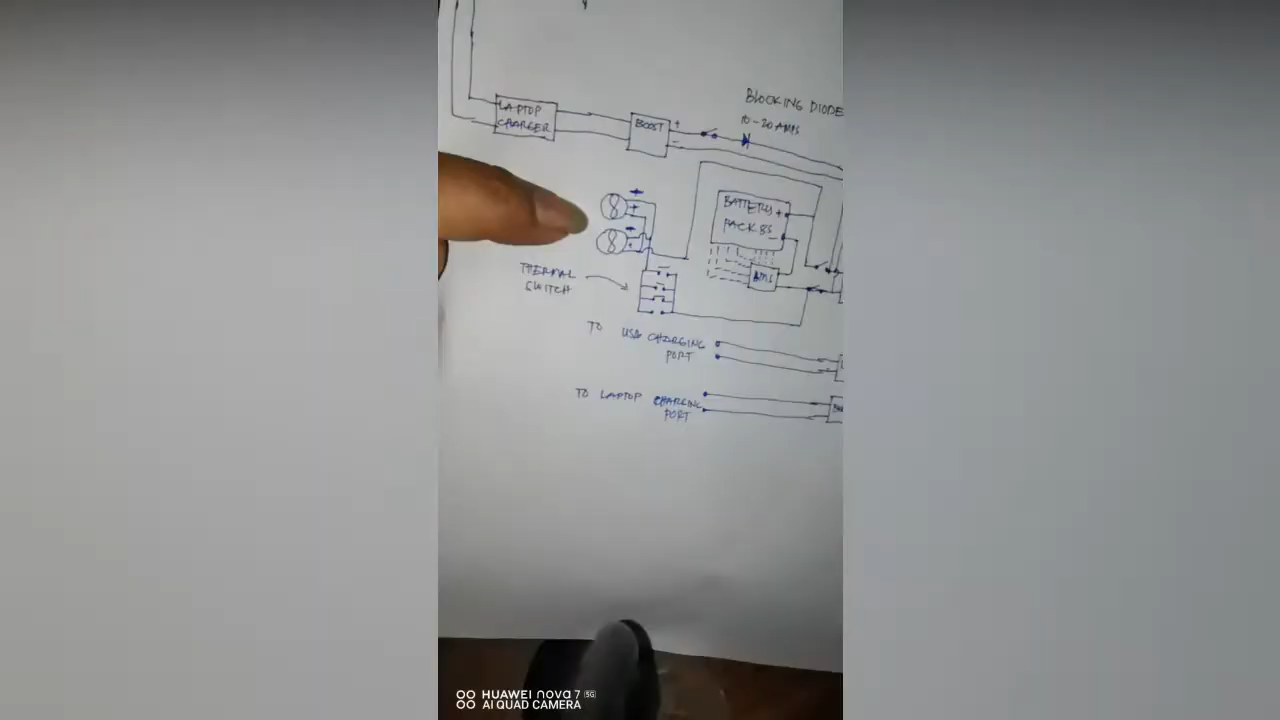 LAPTOP
CHARGER
BOOST
+
-
BLOCKING DIODE
10-20 AMPS
BATTERY +
PACK 8S -
BMS
THERMAL
SWITCH
TO USB CHARGING
PORT
TO LAPTOP CHARGING
PORT
HUAWEI nova 7 5G
AI QUAD CAMERA